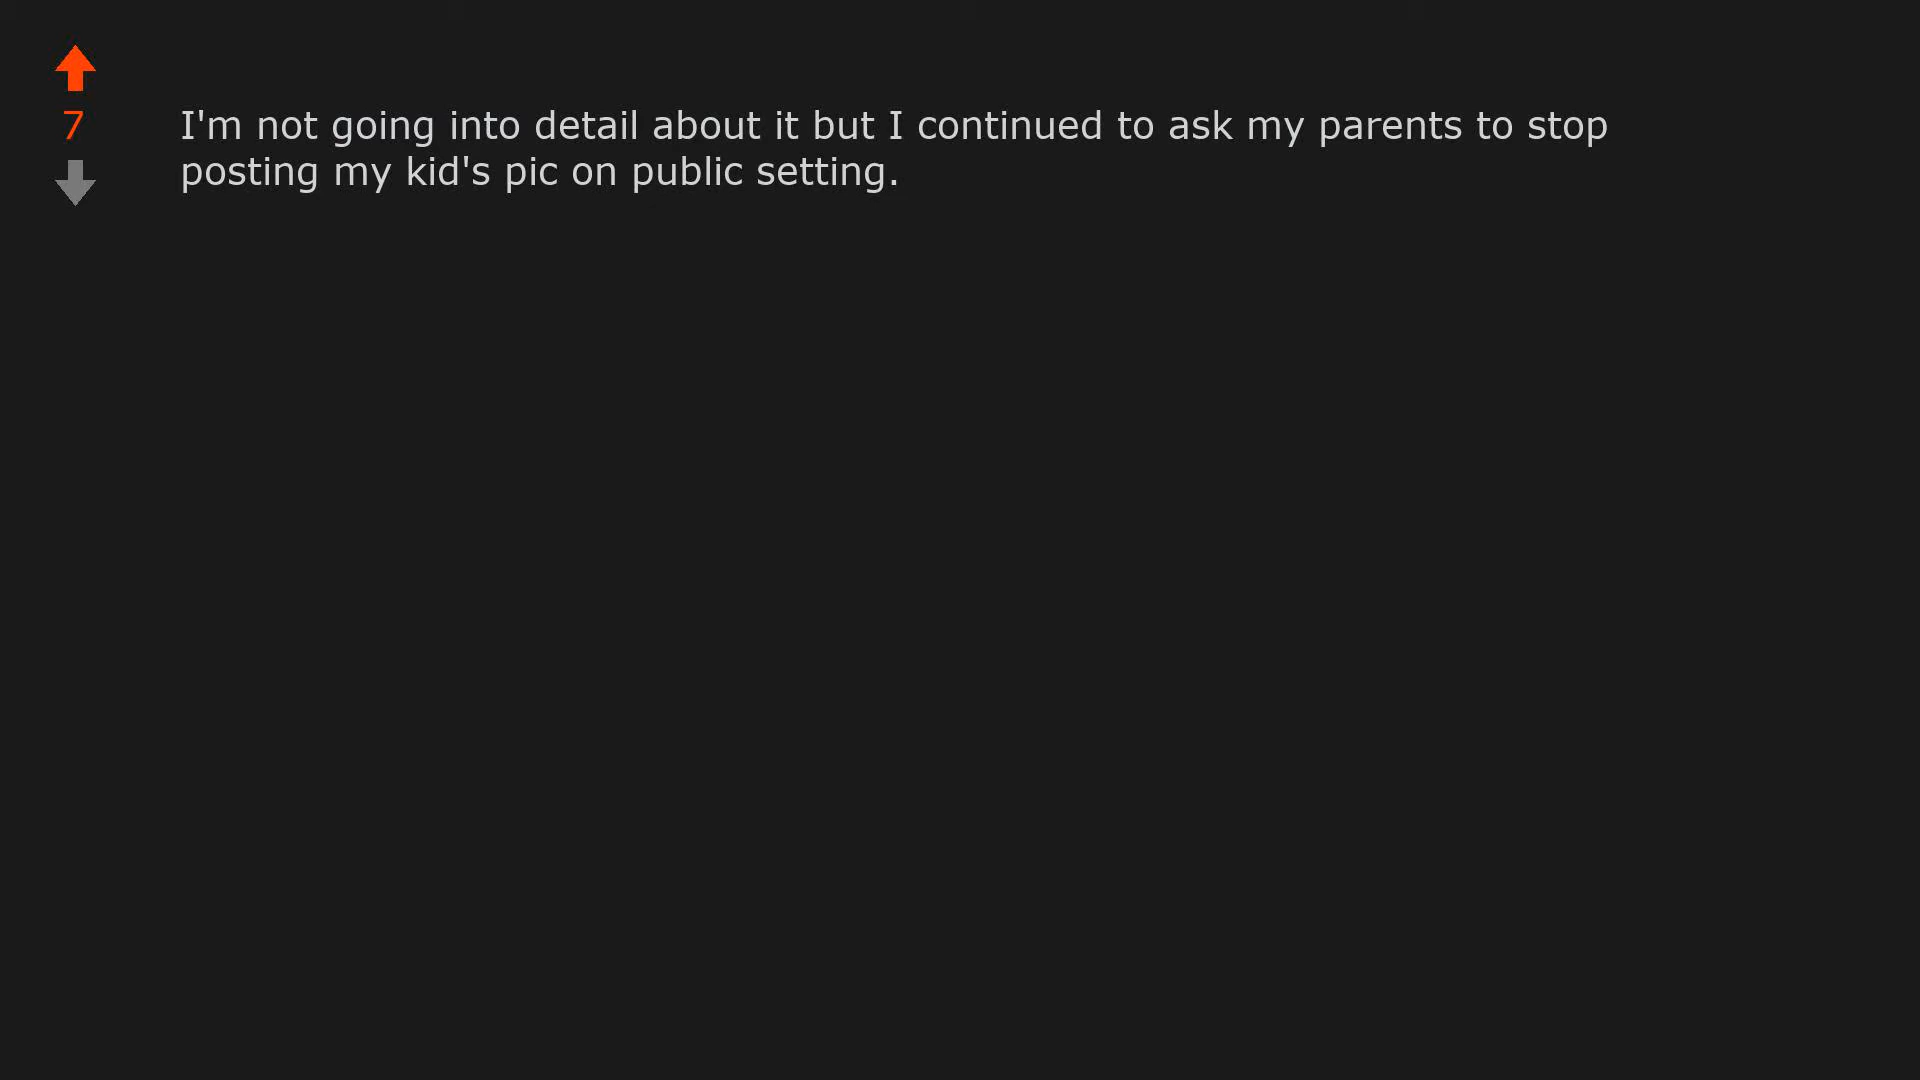 7
I'm not going into detail about it but I continued to ask my parents to stop
posting my kid's pic on public setting.